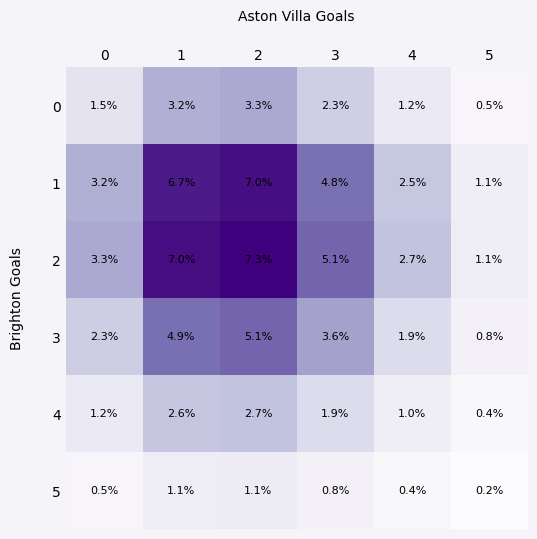 Aston Villa Goals
0 1 2 3 4 5
0 1.5% 3.2% 3.3% 2.3% 1.2% 0.5%
1 3.2% 6.7% 7.0% 4.8% 2.5% 1.1%
2 3.3% 7.0% 7.3% 5.1% 2.7% 1.1%
3 2.3% 4.9% 5.1% 3.6% 1.9% 0.8%
4 1.2% 2.6% 2.7% 1.9% 1.0% 0.4%
5 0.5% 1.1% 1.1% 0.8% 0.4% 0.2%
Brighton Goals